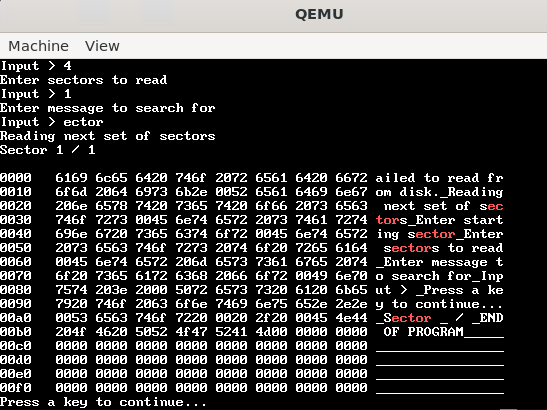 QEMU
Machine View
Input > 4
Enter sectors to read
Input > 1
Enter message to search for
Input > ector
Reading next set of sectors
Sector 1 / 1
0000 6169 6c65 6420 746f 2072 6561 6420 6672 ailed to read fr
0010 6f6d 2064 6973 6b2e 0052 6561 6469 6e67 om disk._Reading
0020 206e 6578 7420 7365 7420 6f66 2073 6563  next set of sec
0030 746f 7273 0045 6e74 6572 2073 7461 7274 tors_Enter start
0040 696e 6720 7365 6374 6f72 0045 6e74 6572 ing sector_Enter
0050 2073 6563 746f 7273 2074 6f20 7265 6164  sectors to read
0060 0045 6e74 6572 206d 6573 7361 6765 2074 _Enter message t
0070 6f20 7365 6172 6368 2066 6f72 0049 6e70 o search for_Inp
0080 7574 203e 2000 5072 6573 7320 6120 6b65 ut > _Press a ke
0090 7920 746f 2063 6f6e 7469 6e75 652e 2e2e y to continue...
00a0 0053 6563 746f 7220 0020 2f20 0045 4e44 _Sector _ / _END
00b0 204f 4620 5052 4f47 5241 4d00 0000 0000  OF PROGRAM_____
00c0 0000 0000 0000 0000 0000 0000 0000 0000 ________________
00d0 0000 0000 0000 0000 0000 0000 0000 0000 ________________
00e0 0000 0000 0000 0000 0000 0000 0000 0000 ________________
00f0 0000 0000 0000 0000 0000 0000 0000 0000 ________________
Press a key to continue...